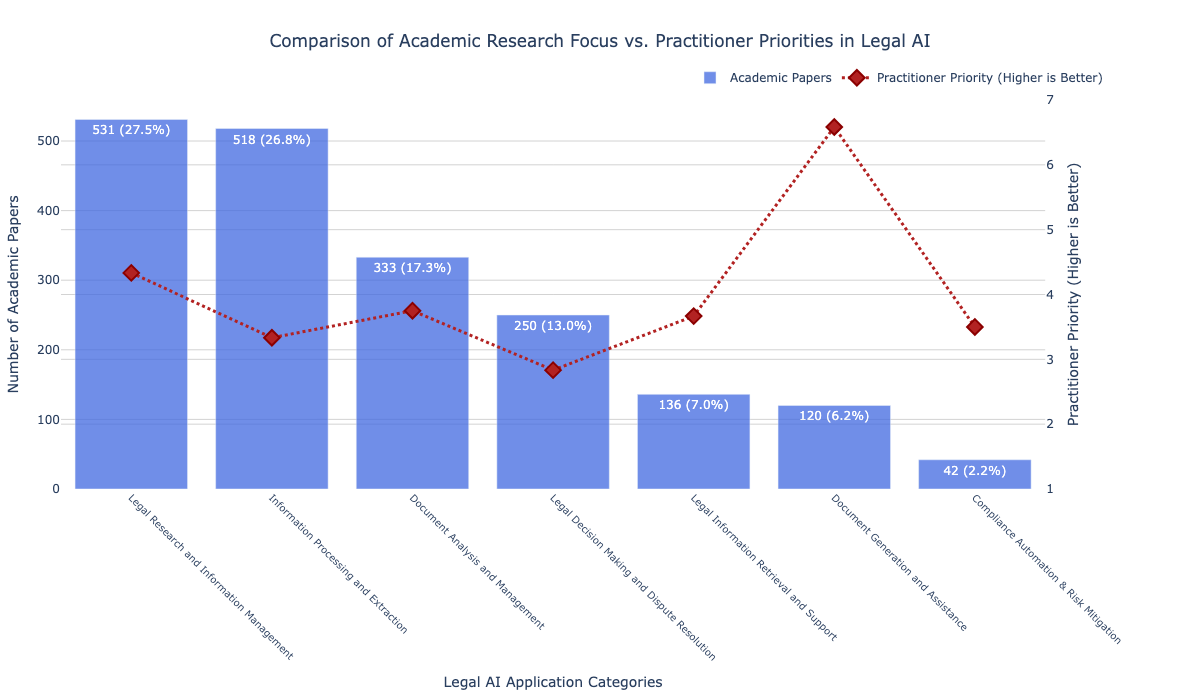 Comparison of Academic Research Focus vs. Practitioner Priorities in Legal AI
Academic Papers
Practitioner Priority (Higher is Better)
Number of Academic Papers
500
400
300
200
100
0
531 (27.5%)
518 (26.8%)
333 (17.3%)
250 (13.0%)
136 (7.0%)
120 (6.2%)
42 (2.2%)
7
6
5
4
3
2
1
Practitioner Priority (Higher is Better)
Legal Research and Information Management
Information Processing and Extraction
Document Analysis and Management
Legal Decision Making and Dispute Resolution
Legal Information Retrieval and Support
Document Generation and Assistance
Compliance Automation & Risk Mitigation
Legal AI Application Categories